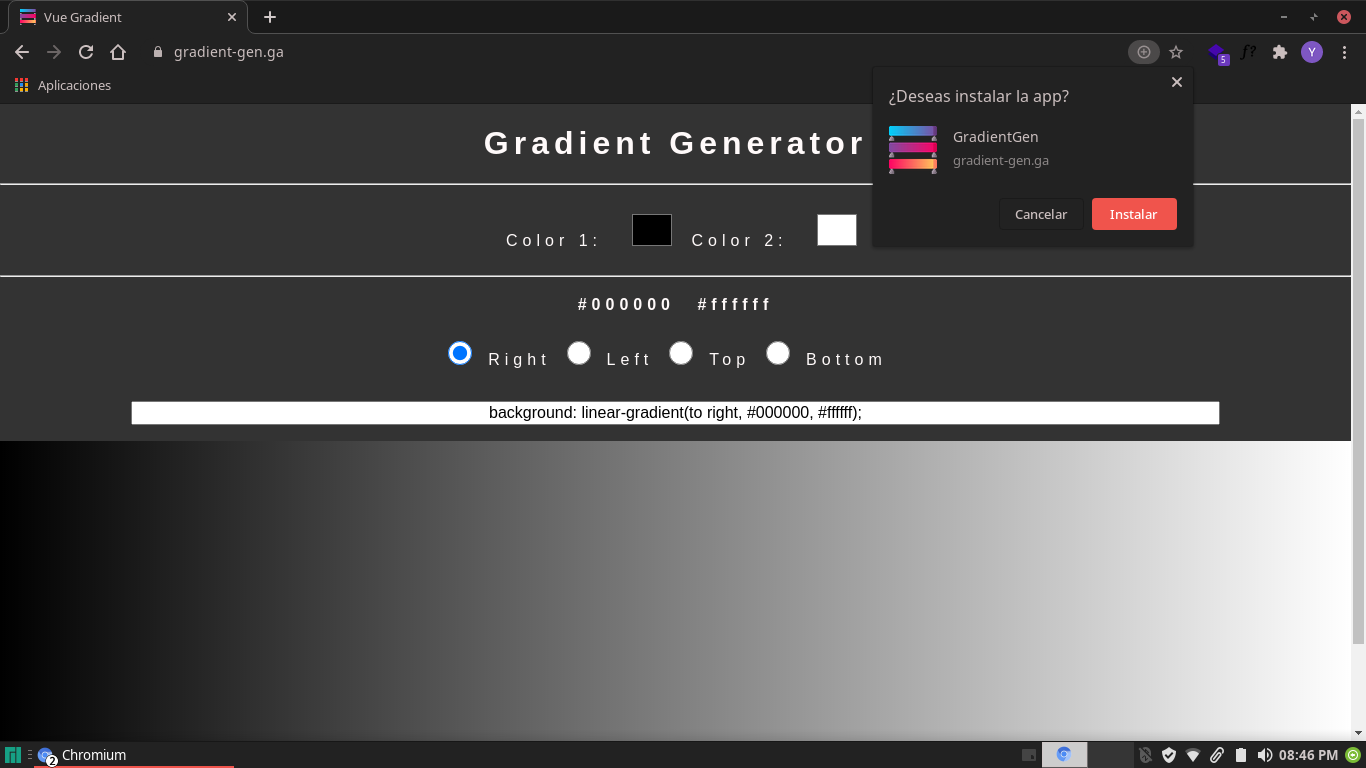 Vue Gradient
gradient-gen.ga
5
f?
Y
Aplicaciones
¿Deseas instalar la app?
GradientGen
gradient-gen.ga
Cancelar
Instalar
Gradient Generator
Color 1:
Color 2:
#000000 #ffffff
Right Left Top Bottom
background: linear-gradient(to right, #000000, #ffffff);
2
Chromium
08:46 PM